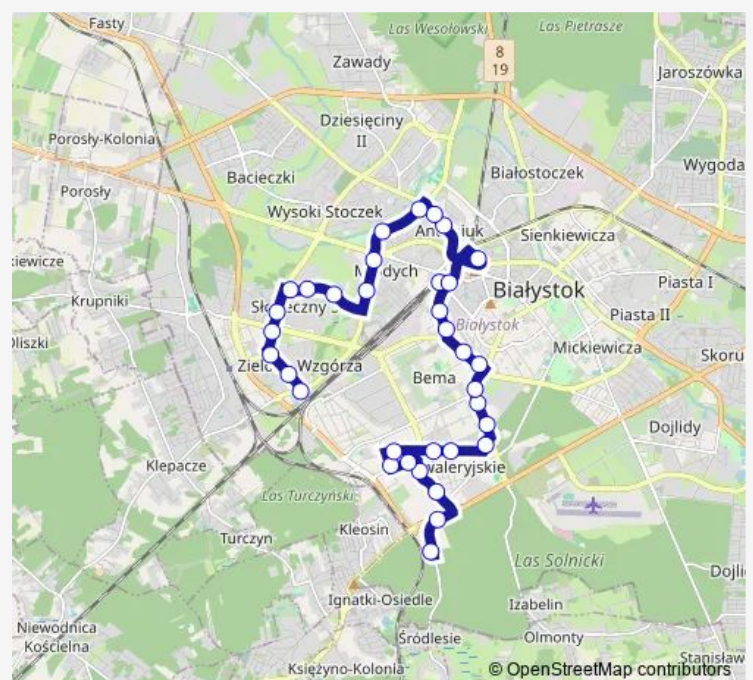 Fasty
Las Wesołowski
Las Pietrasze
8
19
Zawady
Jaroszówka
Dziesięciny
II
Porosły-Kolonia
Białostoczek
Wygoda
Bacieczki
Porosły
Wysoki Stoczek
Sienkiewicza
Krupniki
Białystok
Piasta I
Piasta II
Białystok
Mickiewicza
Wzgórza
Bema
Dojlidy
Klepacze
Las Turczyński
Kleosin
Turczyn
Las Solnicki
Ignatki-Osiedle
Izabelin
Niewodnica
Kościelna
Śródlesie
Olmonty
Księżyno-Kolonia
© OpenStreetMap contributors